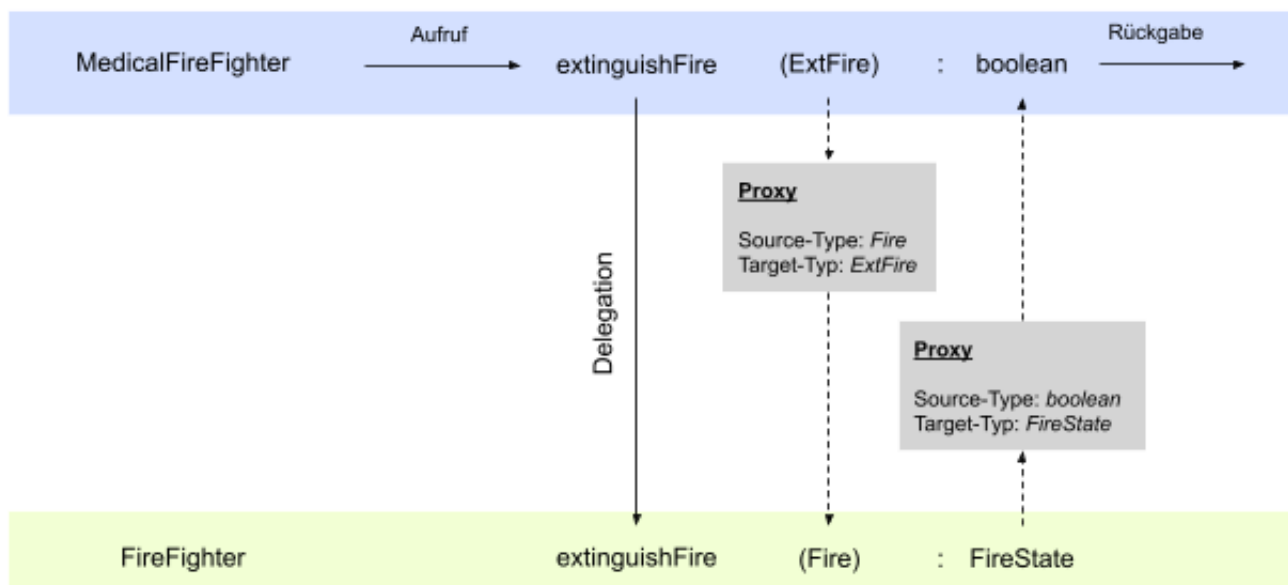 Aufruf
Rückgabe
MedicalFireFighter extinguishFire (ExtFire) : boolean
Proxy
Source-Type: Fire
Target-Typ: ExtFire
Delegation
Proxy
Source-Type: boolean
Target-Typ: FireState
FireFighter extinguishFire (Fire) : FireState